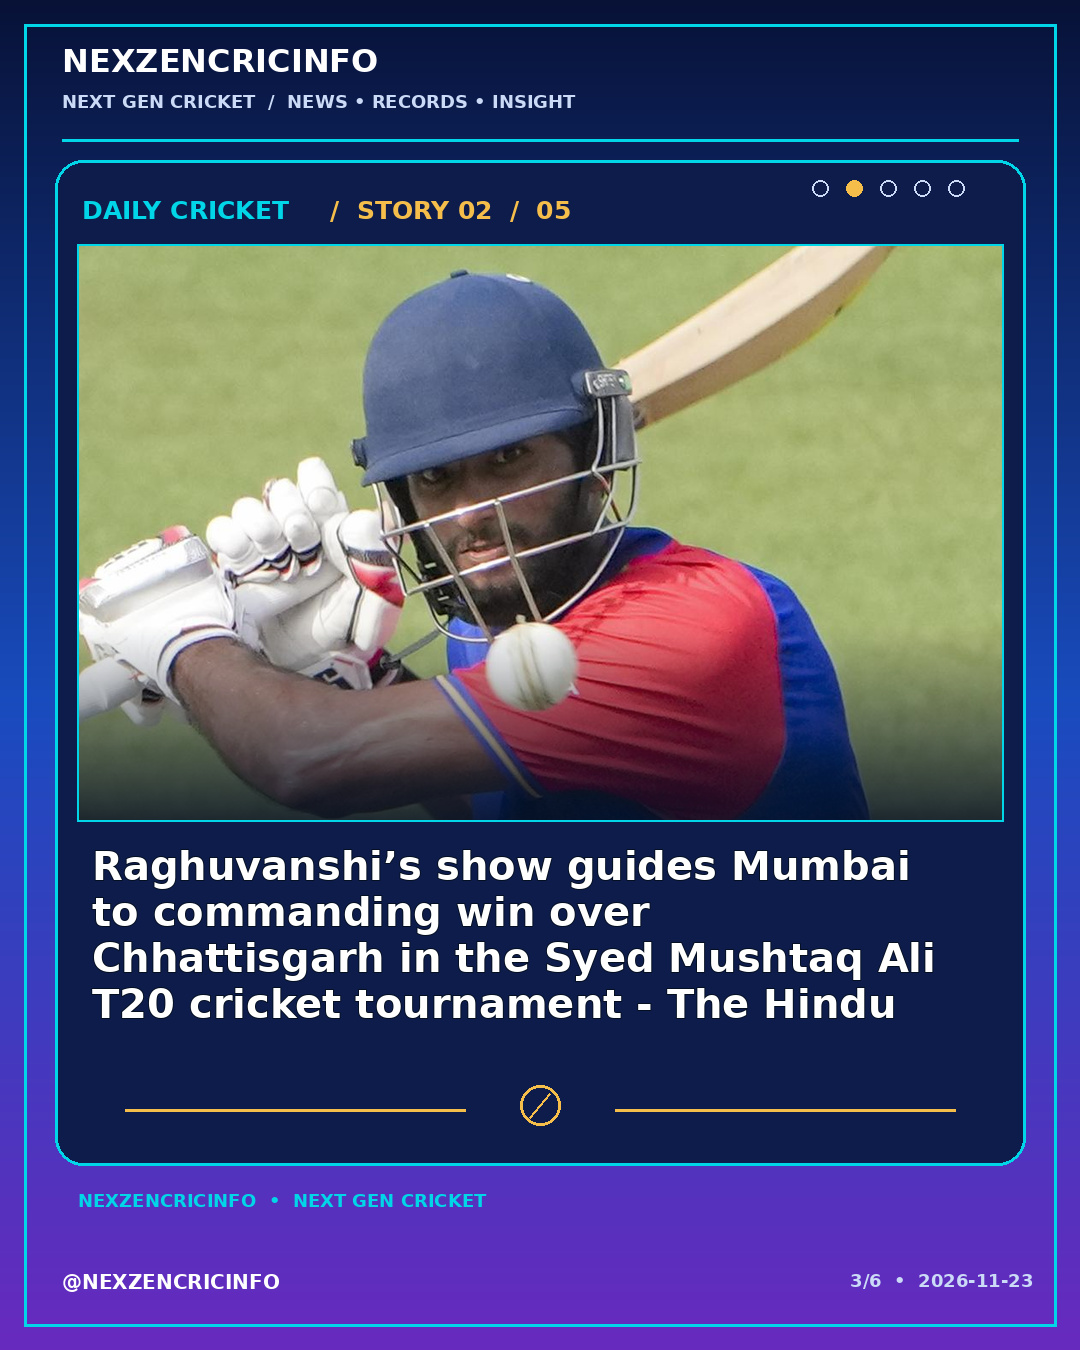 NEXZENCRICINFO
NEXT GEN CRICKET / NEWS • RECORDS • INSIGHT
DAILY CRICKET / STORY 02 / 05
Raghuvanshi’s show guides Mumbai
to commanding win over
Chhattisgarh in the Syed Mushtaq Ali
T20 cricket tournament - The Hindu
NEXZENCRICINFO • NEXT GEN CRICKET
@NEXZENCRICINFO
3/6 • 2026-11-23